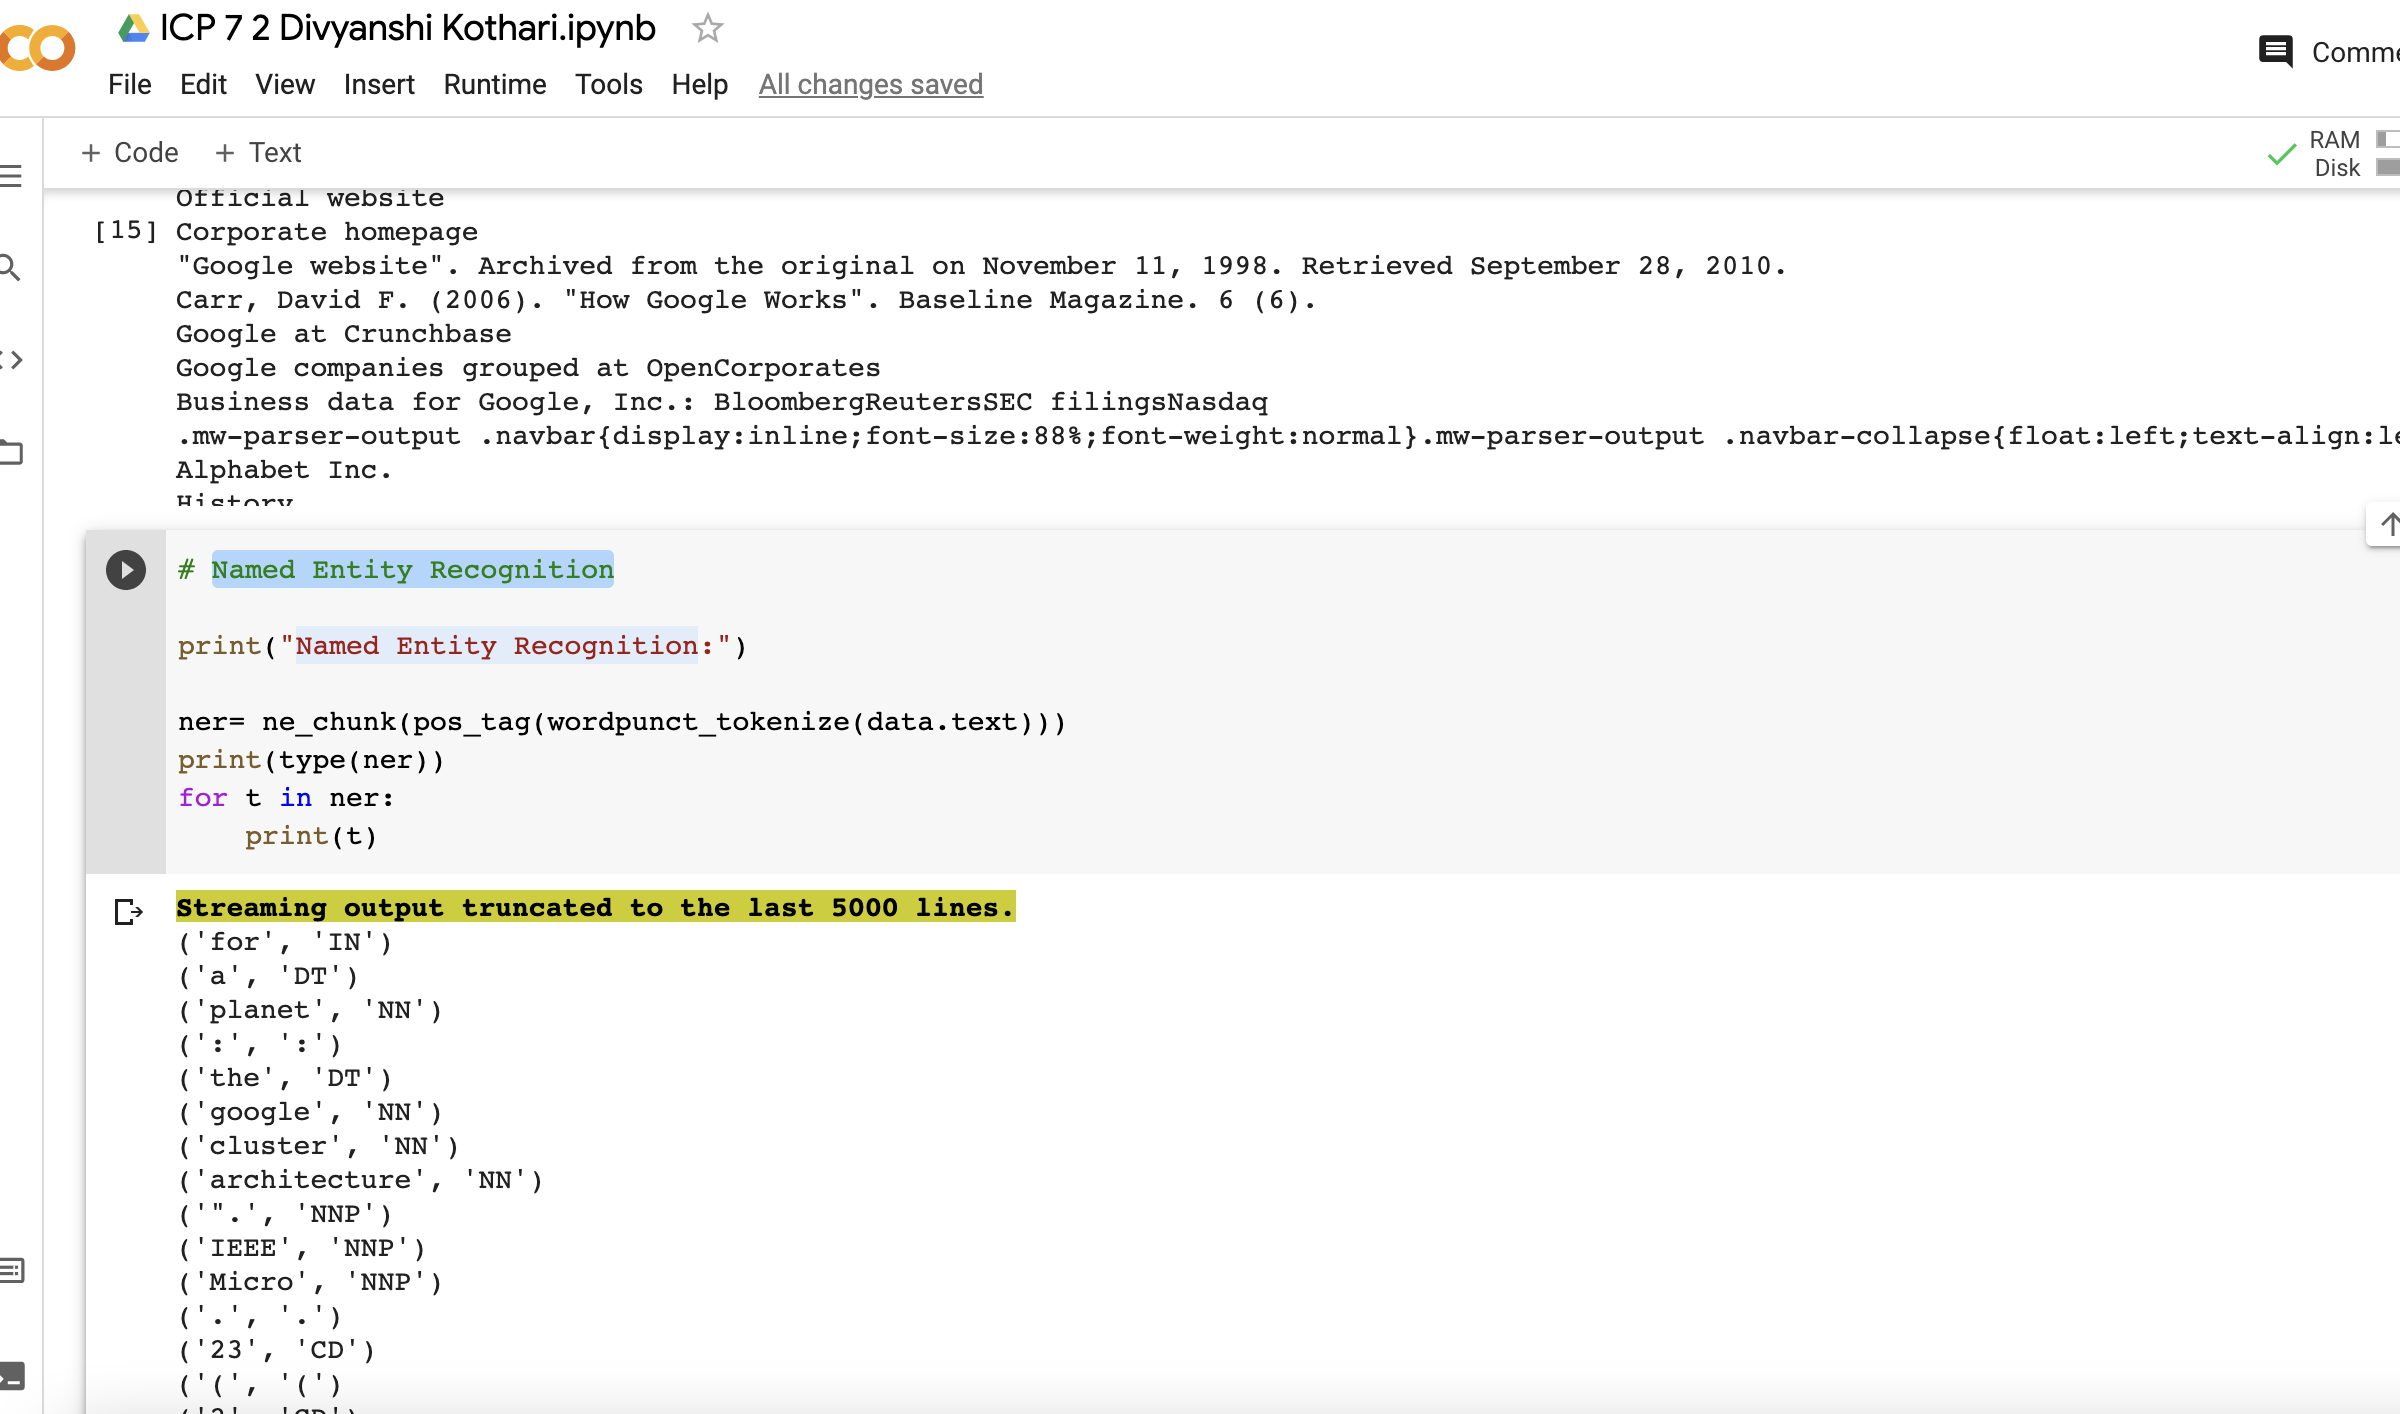 ICP 7 2 Divyanshi Kothari.ipynb
File Edit View Insert Runtime Tools Help All changes saved
+ Code + Text
RAM
Disk
Official website
[15] Corporate homepage
"Google website". Archived from the original on November 11, 1998. Retrieved September 28, 2010.
Carr, David F. (2006). "How Google Works". Baseline Magazine. 6 (6).
Google at Crunchbase
Google companies grouped at OpenCorporates
Business data for Google, Inc.: BloombergReutersSEC filingsNasdaq
.mw-parser-output .navbar{display:inline;font-size:88%;font-weight:normal}.mw-parser-output .navbar-collapse{float:left;text-align:le
Alphabet Inc.
History
# Named Entity Recognition
print("Named Entity Recognition:")
ner= ne_chunk(pos_tag(wordpunct_tokenize(data.text)))
print(type(ner))
for t in ner:
    print(t)
Streaming output truncated to the last 5000 lines.
('for', 'IN')
('a', 'DT')
('planet', 'NN')
(':', ':')
('the', 'DT')
('google', 'NN')
('cluster', 'NN')
('architecture', 'NN')
('".', 'NNP')
('IEEE', 'NNP')
('Micro', 'NNP')
('.', '.')
('23', 'CD')
('(', '(')